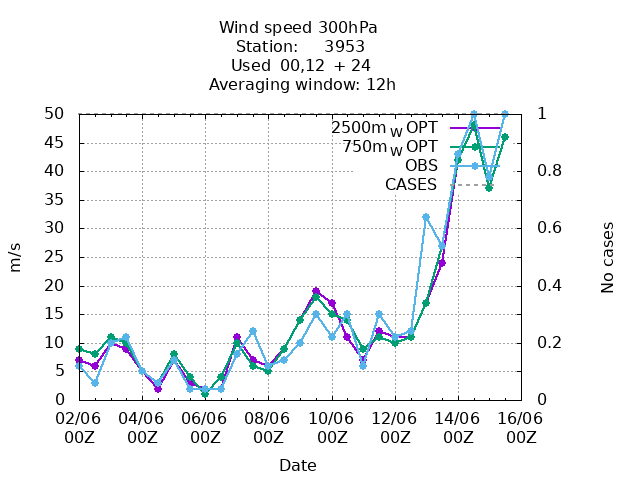 Wind speed 300hPa
Station:     3953
Used  00,12  + 24
Averaging window: 12h
50 1
2500m W OPT
45
750m W OPT
OBS
40 0.8
CASES
35
30 0.6
25
m/s No cases
20 0.4
15
10 0.2
5
0 0
02/06 04/06 06/06 08/06 10/06 12/06 14/06 16/06
00Z 00Z 00Z 00Z 00Z 00Z 00Z 00Z
Date